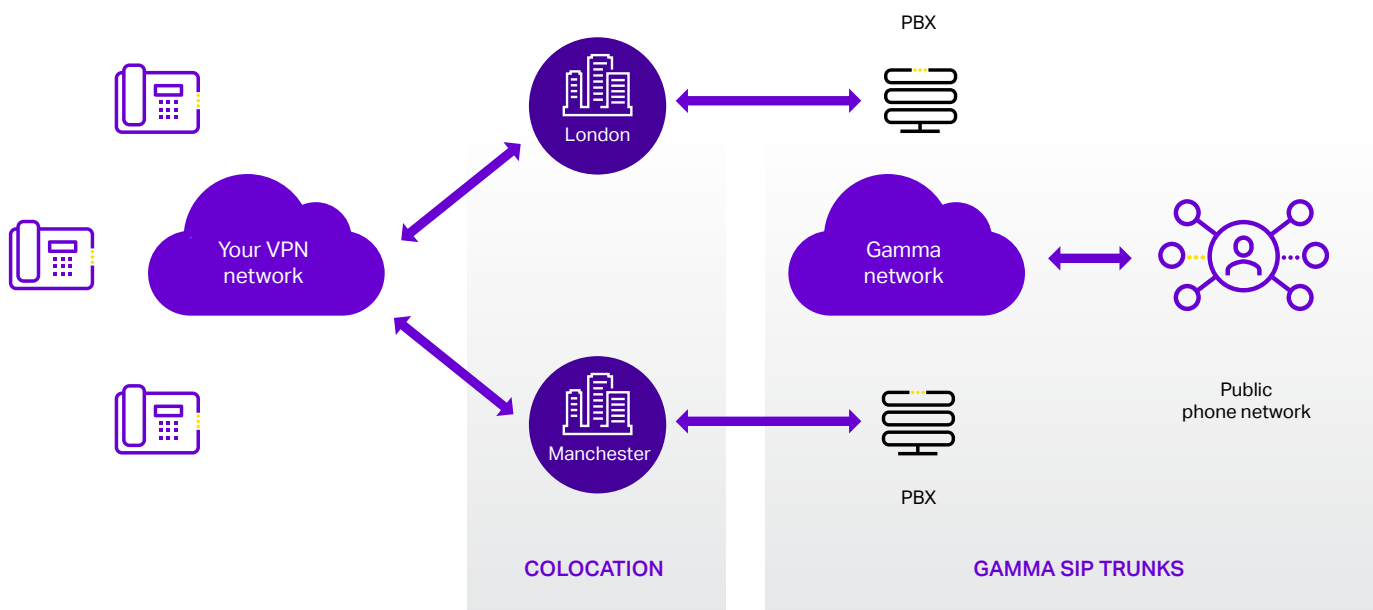 PBX
London
Your VPN
network
Gamma
network
Manchester
Public
phone network
PBX
COLOCATION
GAMMA SIP TRUNKS